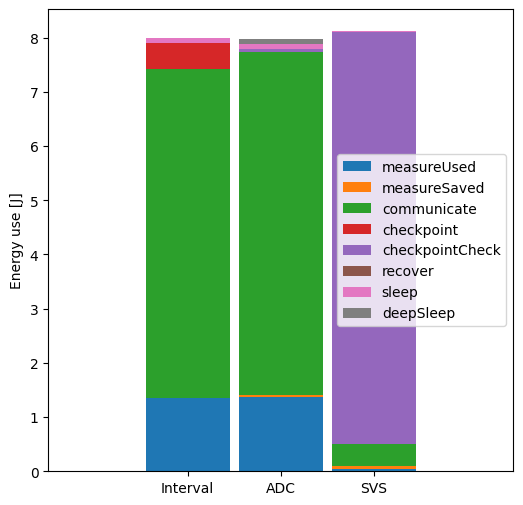 Energy use [J]
8
7
6
5
4
3
2
1
0
Interval ADC SVS
measureUsed
measureSaved
communicate
checkpoint
checkpointCheck
recover
sleep
deepSleep